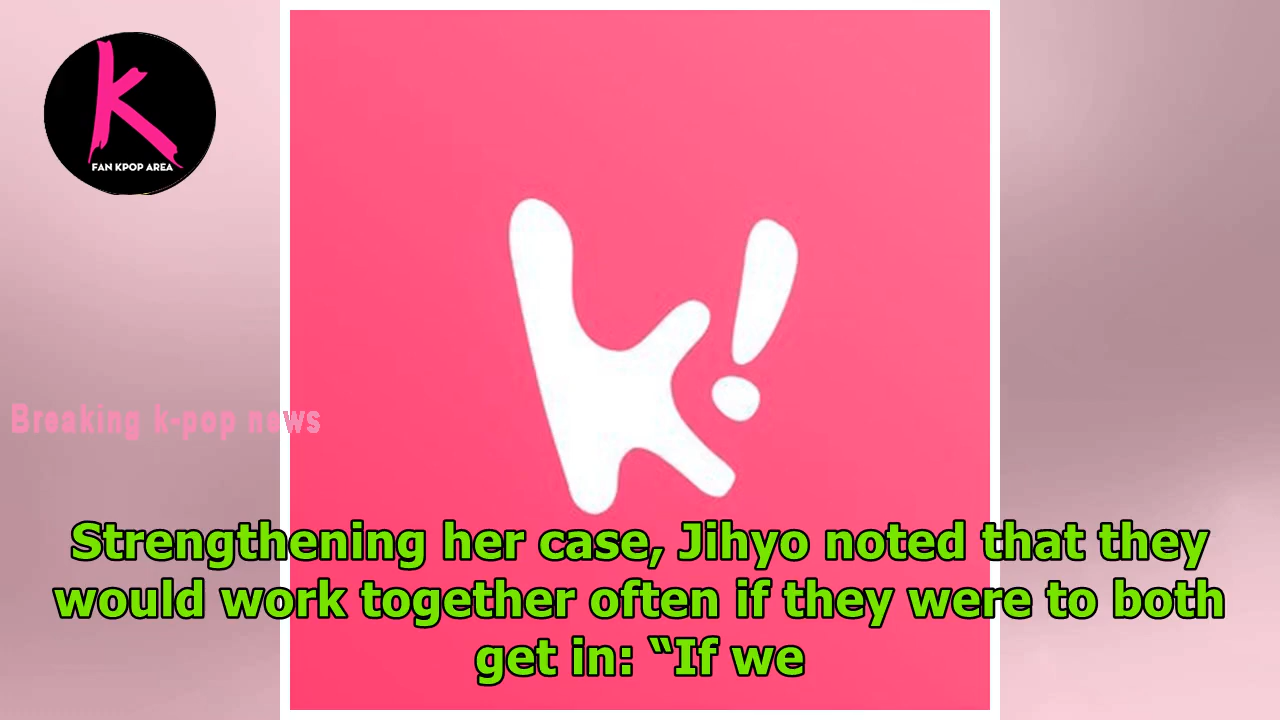 K
FAN KPOP AREA
k!
Breaking k-pop news
Strengthening her case, Jihyo noted that they
would work together often if they were to both
get in: “If we